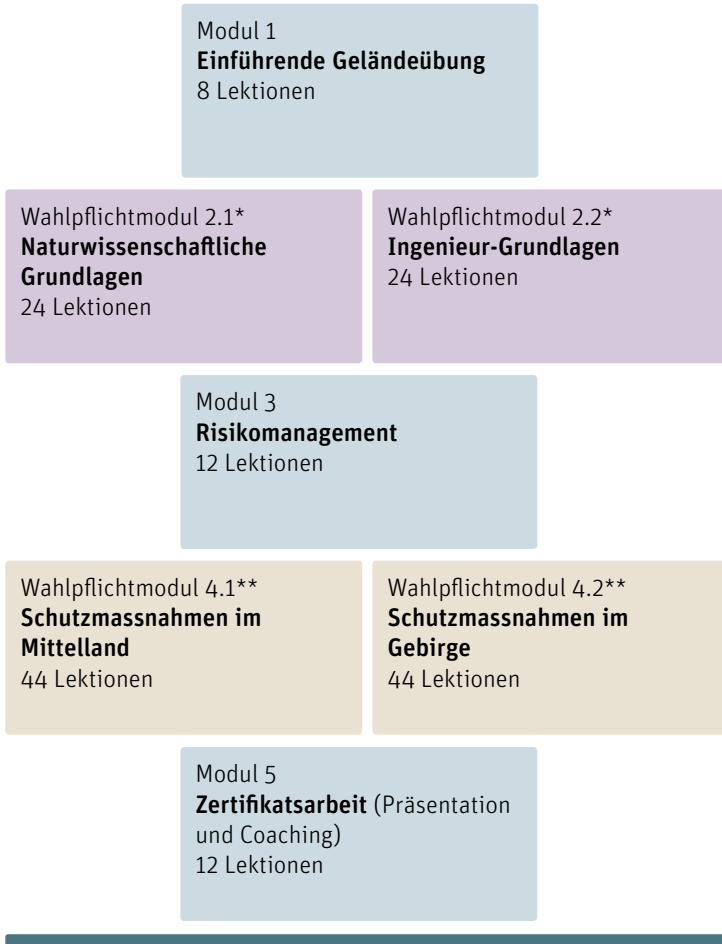 Modul 1
Einführende Geländeübung
8 Lektionen
Wahlpflichtmodul 2.1*
Naturwissenschaftliche
Grundlagen
24 Lektionen
Wahlpflichtmodul 2.2*
Ingenieur-Grundlagen
24 Lektionen
Modul 3
Risikomanagement
12 Lektionen
Wahlpflichtmodul 4.1**
Schutzmassnahmen im
Mittelland
44 Lektionen
Wahlpflichtmodul 4.2**
Schutzmassnahmen im
Gebirge
44 Lektionen
Modul 5
Zertifikatsarbeit (Präsentation
und Coaching)
12 Lektionen